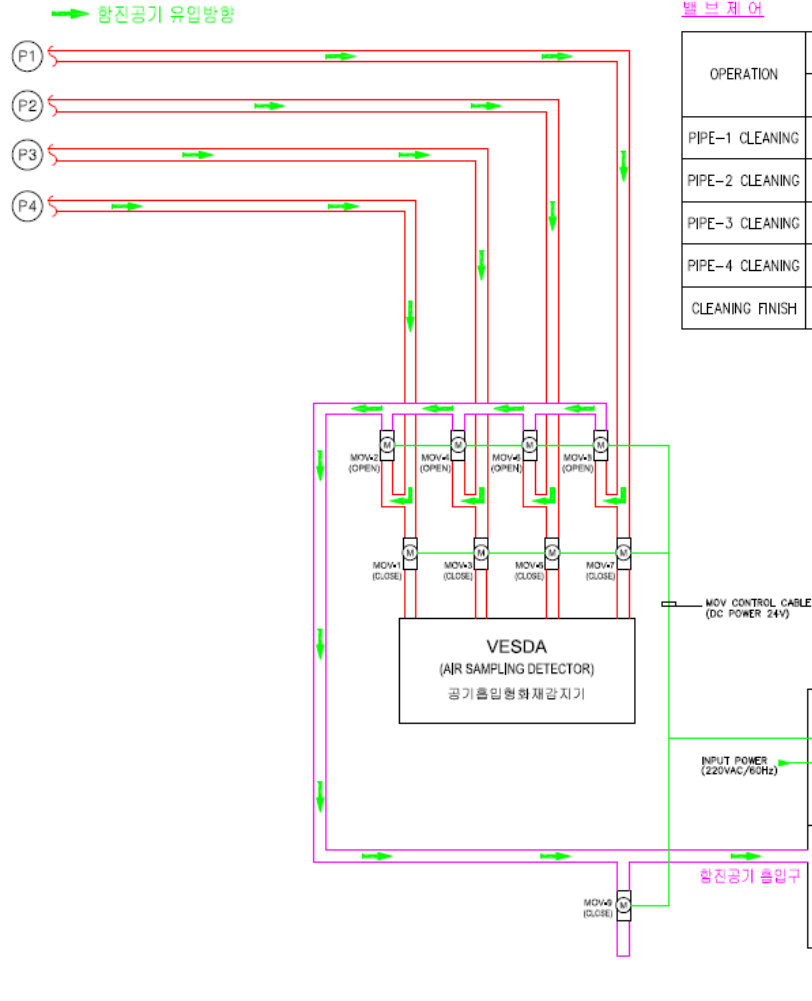 함진공기 유입방향
밸브제어
P1
P2
P3
P4
OPERATION
PIPE-1 CLEANING
PIPE-2 CLEANING
PIPE-3 CLEANING
PIPE-4 CLEANING
CLEANING FINISH
M
M
M
M
MOV-2
(OPEN)
MOV-4
(OPEN)
MOV-6
(OPEN)
MOV-8
(OPEN)
M
M
M
M
MOV-1
(CLOSE)
MOV-3
(CLOSE)
MOV-5
(CLOSE)
MOV-7
(CLOSE)
MOV CONTROL CABLE
(DC POWER 24V)
VESDA
(AIR SAMPLING DETECTOR)
공기흡입형화재감지기
INPUT POWER
(220VAC/60Hz)
함진공기 흡입구
MOV-9
(CLOSE)
M